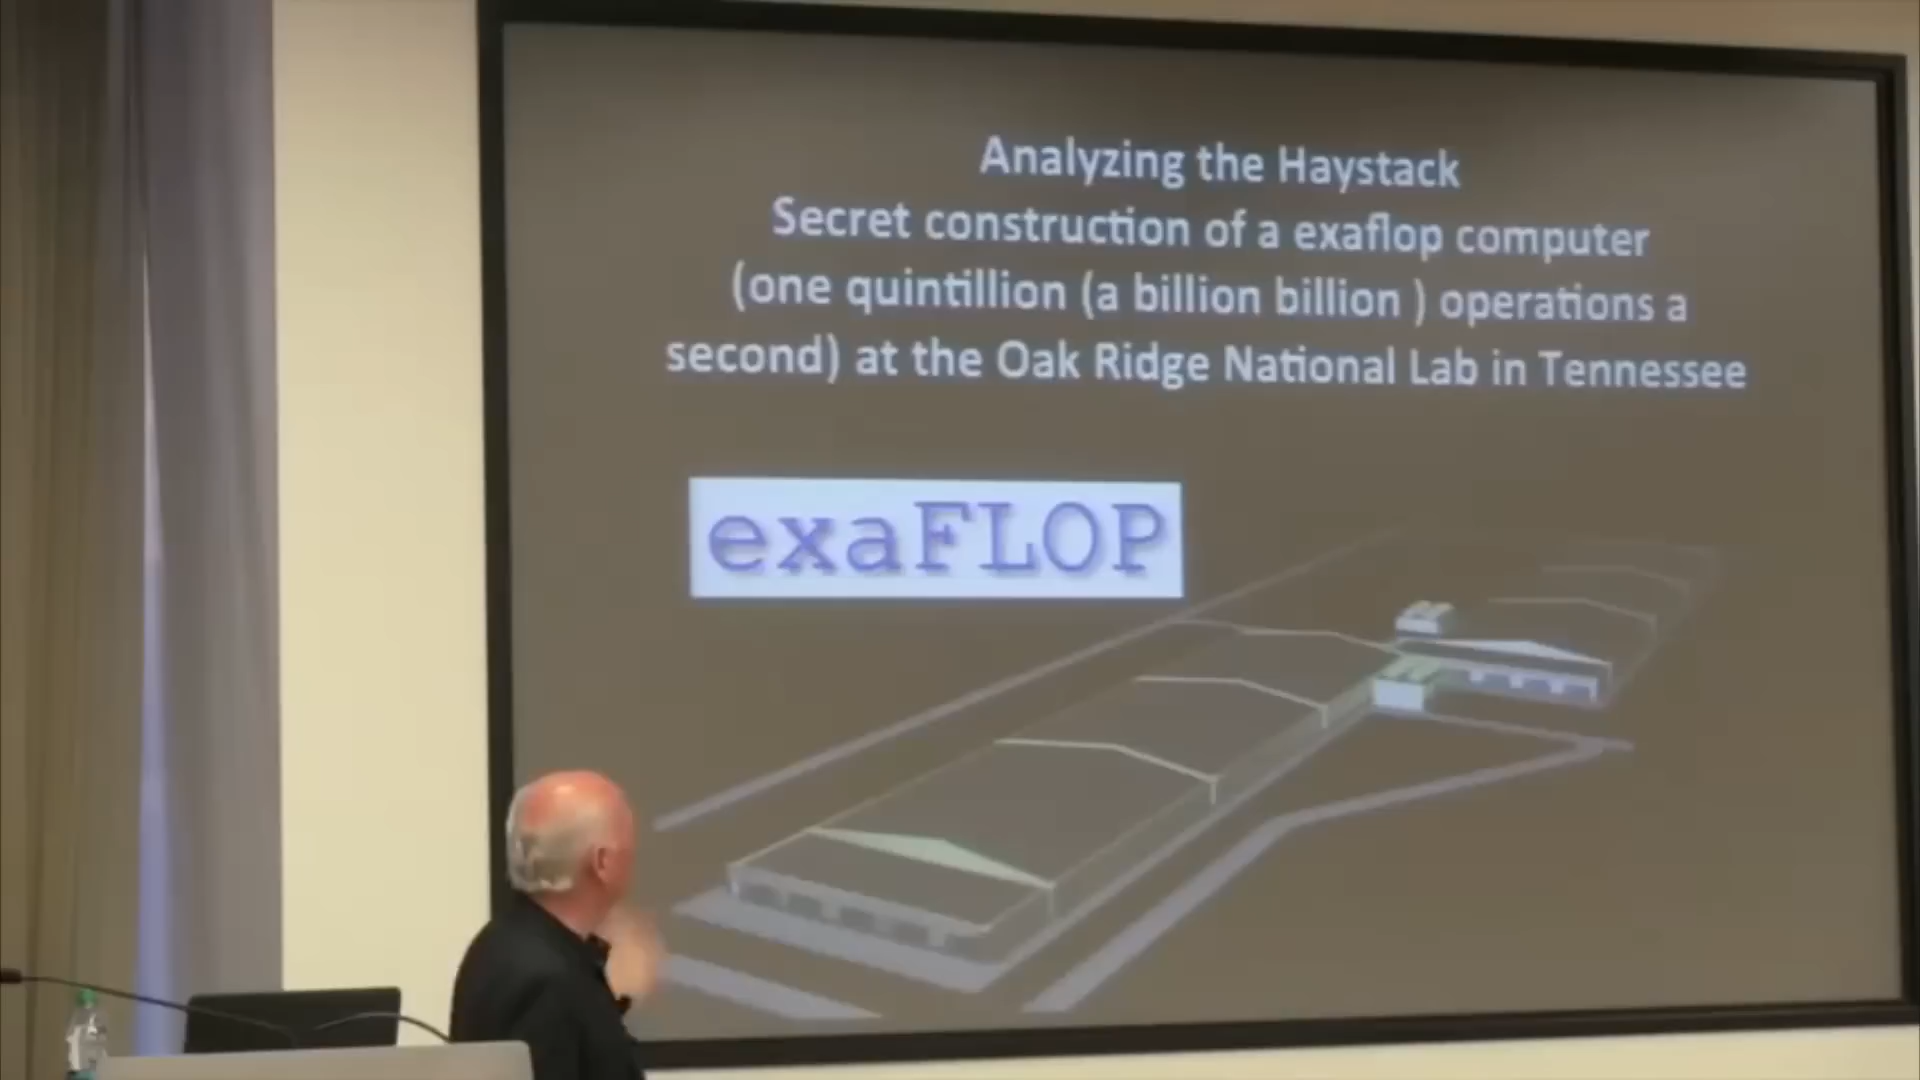 Analyzing the Haystack
Secret construction of a exaflop computer
(one quintillion (a billion billion ) operations a
second) at the Oak Ridge National Lab in Tennessee
exaFLOP